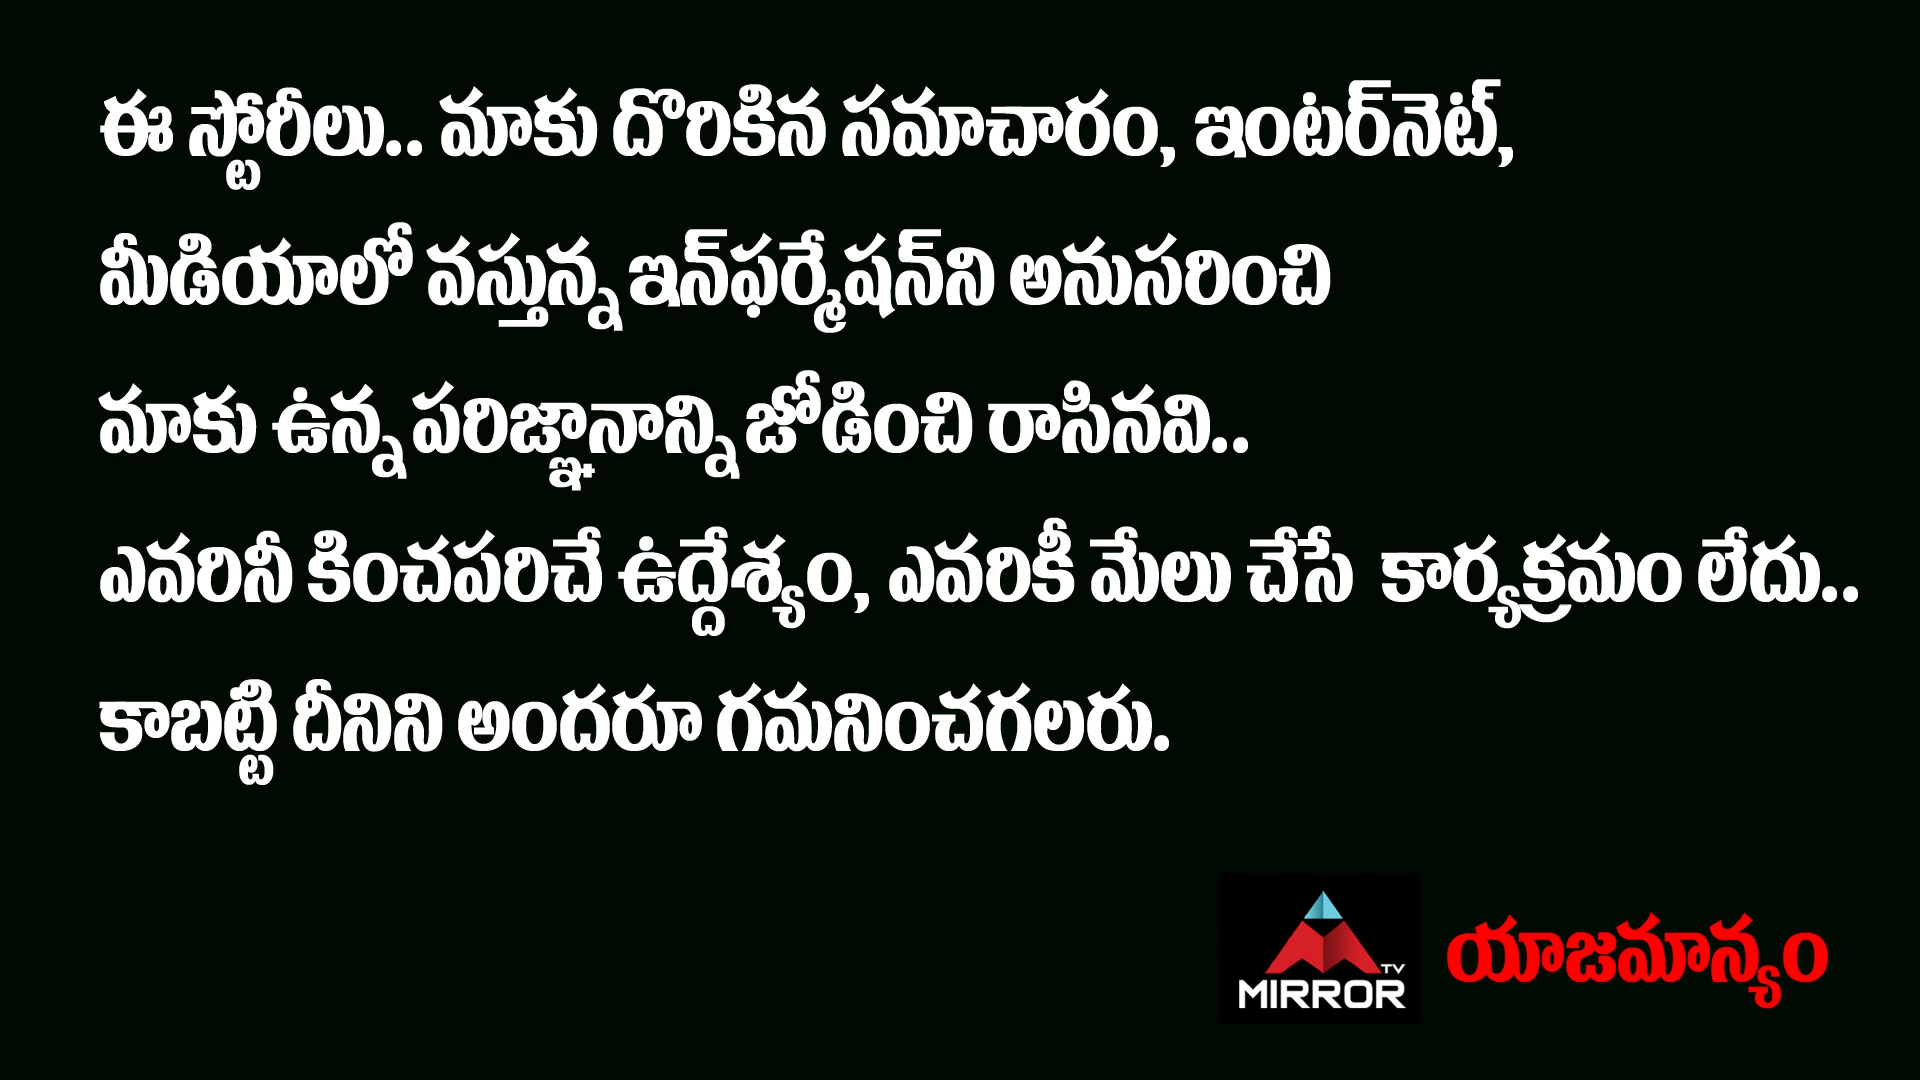 ఈ స్టోరీలు.. మాకు దొరికిన సమాచారం, ఇంటర్‌నెట్,
మీడియాలో వస్తున్న ఇన్‌ఫర్మేషన్‌ని అనుసరించి
మాకు ఉన్న పరిజ్ఞానాన్ని జోడించి రాసినవి..
ఎవరినీ కించపరిచే ఉద్దేశ్యం, ఎవరికీ మేలు చేసే కార్యక్రమం లేదు..
కాబట్టి దీనిని అందరూ గమనించగలరు.
TV
MIRROR
యాజమాన్యం